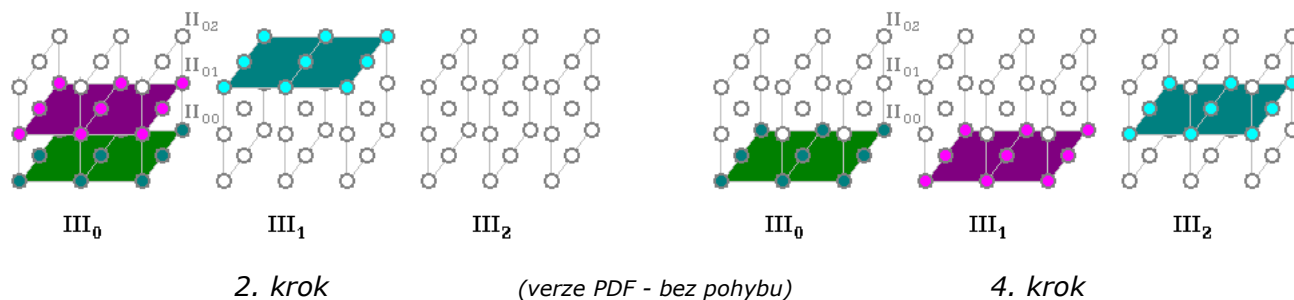 II02 II02
II01 II01
II00 II00
III0 III1 III2 III0 III1 III2
2. krok (verze PDF - bez pohybu) 4. krok